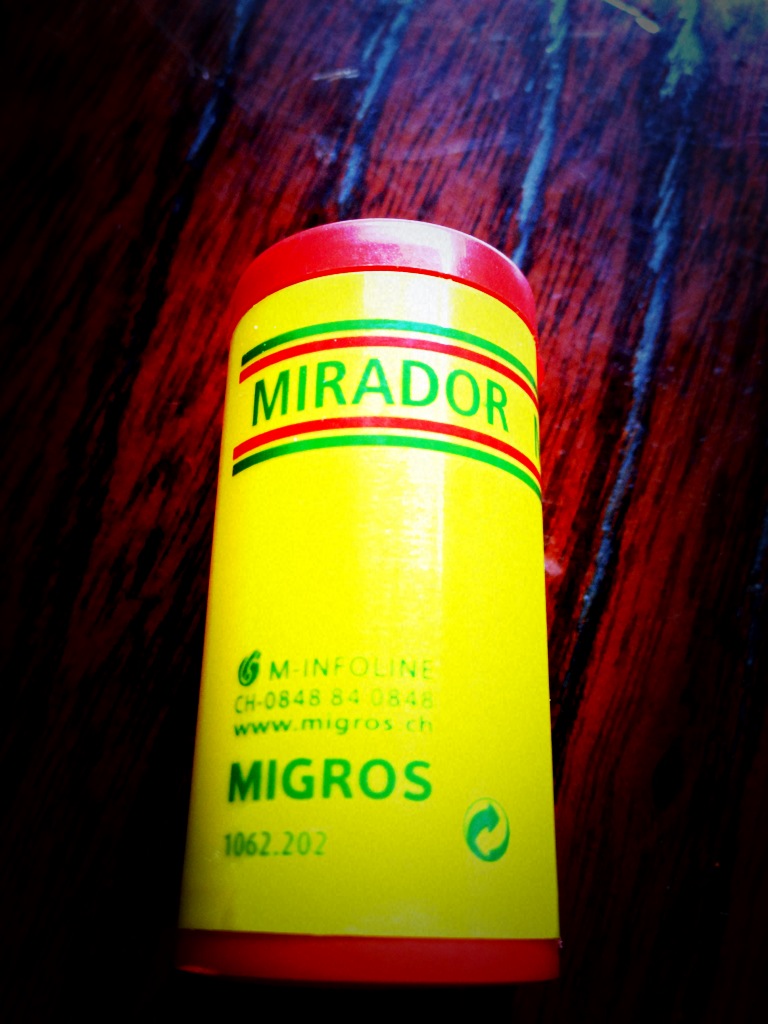 MIRADOR
M-INFOLINE
CH-0848 84 0848
www.migros.ch
MIGROS
1062.202